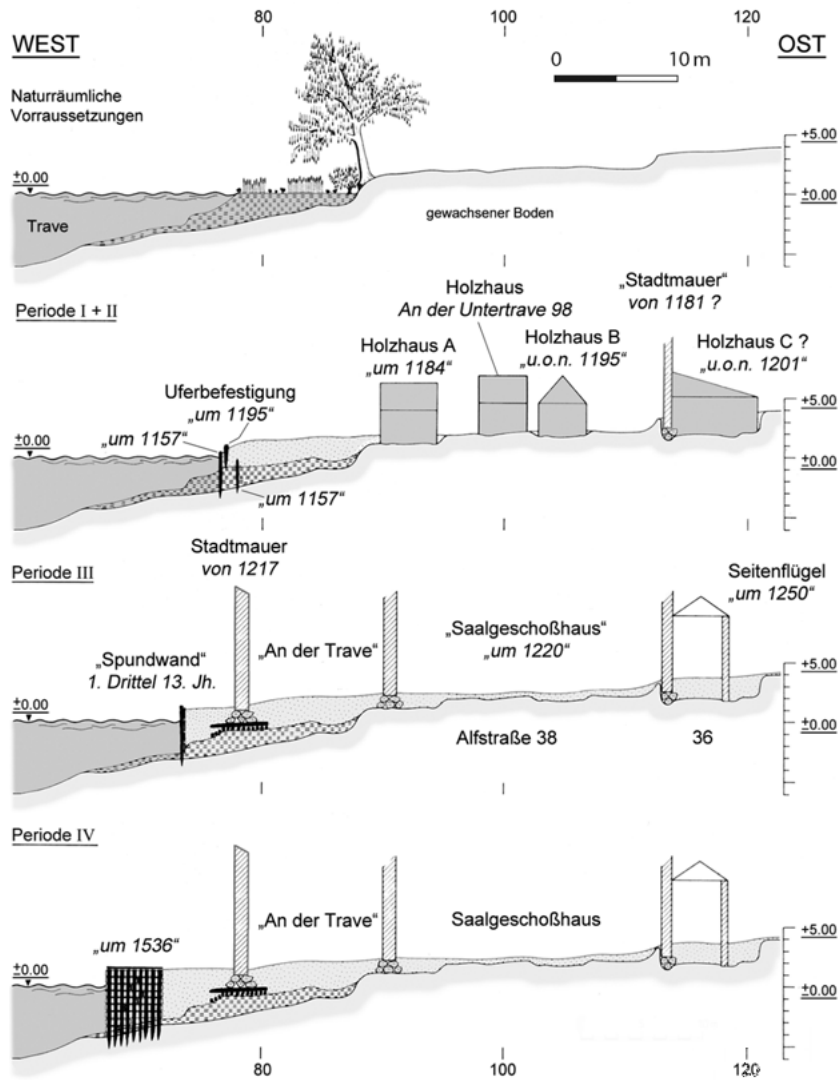 80 100 120
WEST
OST
0 10 m
Naturräumliche
Vorraussetzungen
+5.00
±0.00
±0.00
Trave
gewachsener Boden
80 100 120
Periode I + II
Holzhaus
An der Untertrave 98
„Stadtmauer“
von 1181 ?
Holzhaus A
„um 1184“
Holzhaus B
„u.o.n. 1195“
Holzhaus C ?
„u.o.n. 1201“
Uferbefestigung
„um 1195“
„um 1157“
+5.00
±0.00
±0.00
„um 1157“
Periode III
Stadtmauer
von 1217
Seitenflügel
„um 1250“
„Spundwand“
1. Drittel 13. Jh.
„An der Trave“
„Saalgeschoßhaus“
„um 1220“
+5.00
±0.00
±0.00
Alfstraße 38
36
Periode IV
„um 1536“
„An der Trave“
Saalgeschoßhaus
+5.00
±0.00
±0.00
80 100 120